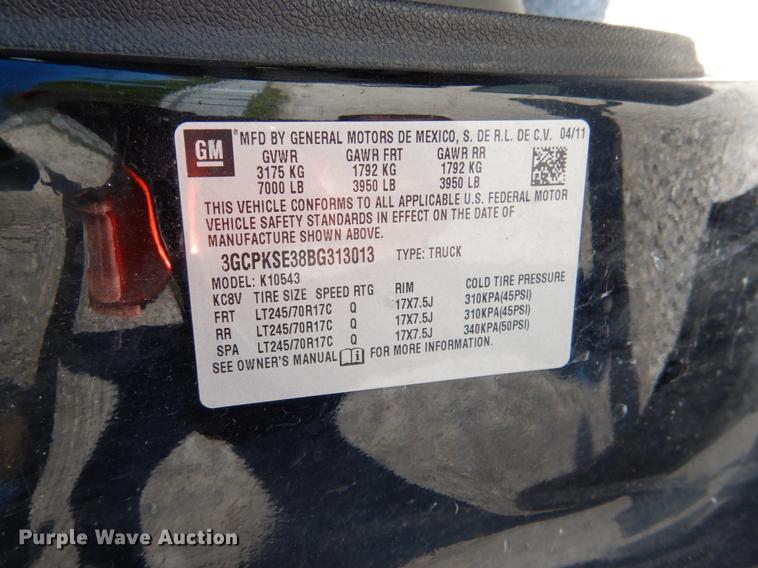 GM
® MFD BY GENERAL MOTORS DE MEXICO, S. DE R.L. DE C.V. 04/11
GVWR GAWR FRT GAWR RR
3175 KG 1792 KG 1792 KG
7000 LB 3950 LB 3950 LB
THIS VEHICLE CONFORMS TO ALL APPLICABLE U.S. FEDERAL MOTOR
VEHICLE SAFETY STANDARDS IN EFFECT ON THE DATE OF
MANUFACTURE SHOWN ABOVE.
3GCPKSE38BG313013 TYPE: TRUCK
MODEL: K10543
KC8V TIRE SIZE SPEED RTG RIM COLD TIRE PRESSURE
FRT LT245/70R17C Q 17X7.5J 310KPA(45PSI)
RR LT245/70R17C Q 17X7.5J 310KPA(45PSI)
SPA LT245/70R17C Q 17X7.5J 340KPA(50PSI)
SEE OWNER'S MANUAL FOR MORE INFORMATION.
Purple Wave Auction